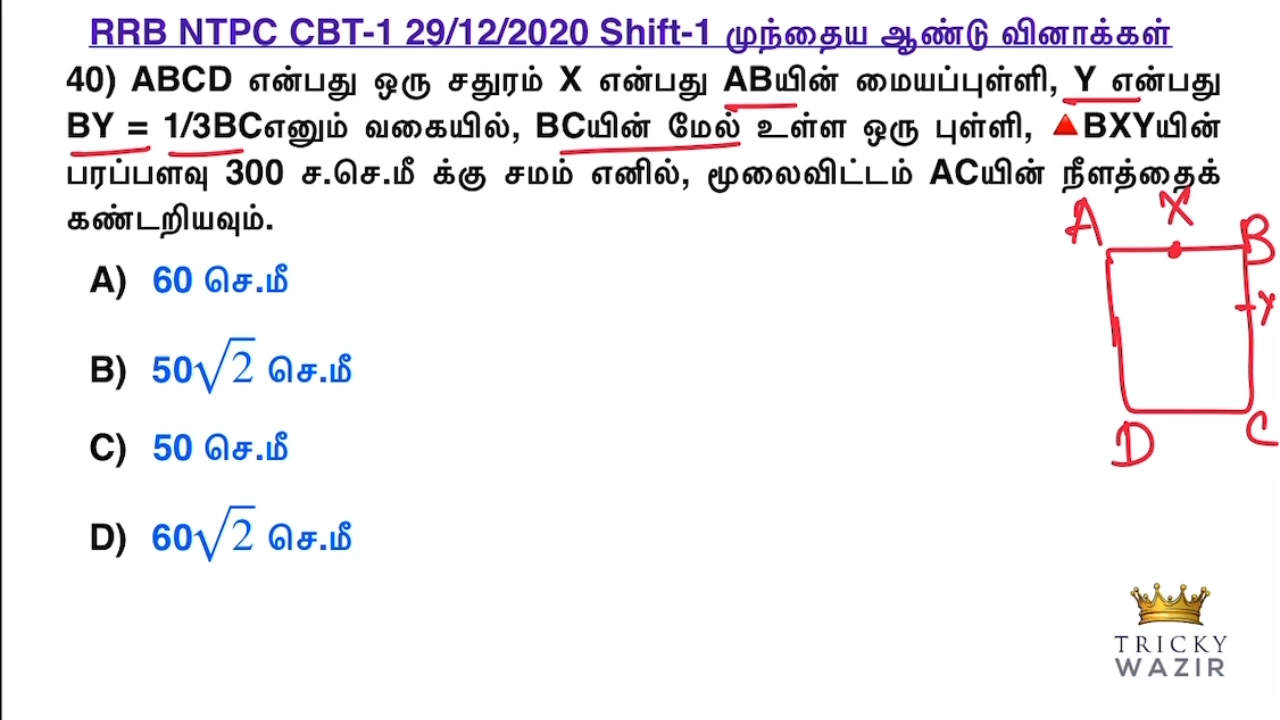 RRB NTPC CBT-1 29/12/2020 Shift-1 முந்தைய ஆண்டு வினாக்கள்
40) ABCD என்பது ஒரு சதுரம் X என்பது ABயின் மையப்புள்ளி, Y என்பது
BY = 1/3BCஎனும் வகையில், BCயின் மேல் உள்ள ஒரு புள்ளி, 🔺BXYயின்
பரப்பளவு 300 ச.செ.மீ க்கு சமம் எனில், மூலைவிட்டம் ACயின் நீளத்தைக்
கண்டறியவும்.
A X B
A) 60 செ.மீ
Y
B) 50√2 செ.மீ
C) 50 செ.மீ
D C
D) 60√2 செ.மீ
TRICKY
WAZIR